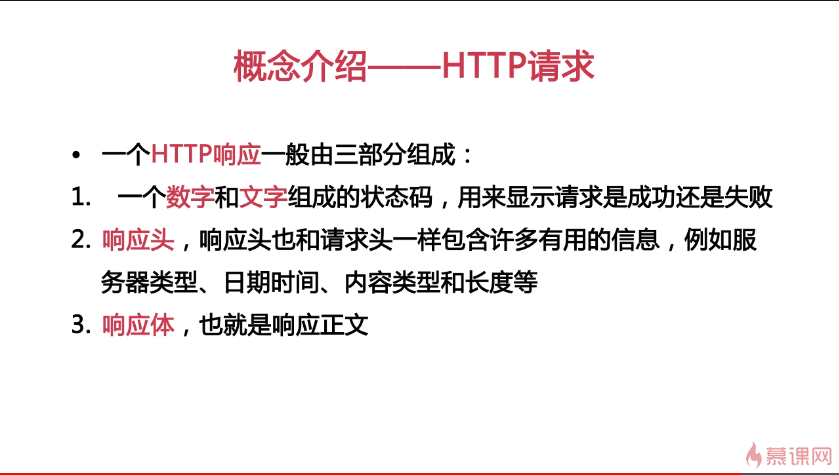 概念介绍——HTTP请求
• 一个HTTP响应一般由三部分组成：
1. 一个数字和文字组成的状态码，用来显示请求是成功还是失败
2. 响应头，响应头也和请求头一样包含许多有用的信息，例如服
务器类型、日期时间、内容类型和长度等
3. 响应体，也就是响应正文
慕课网